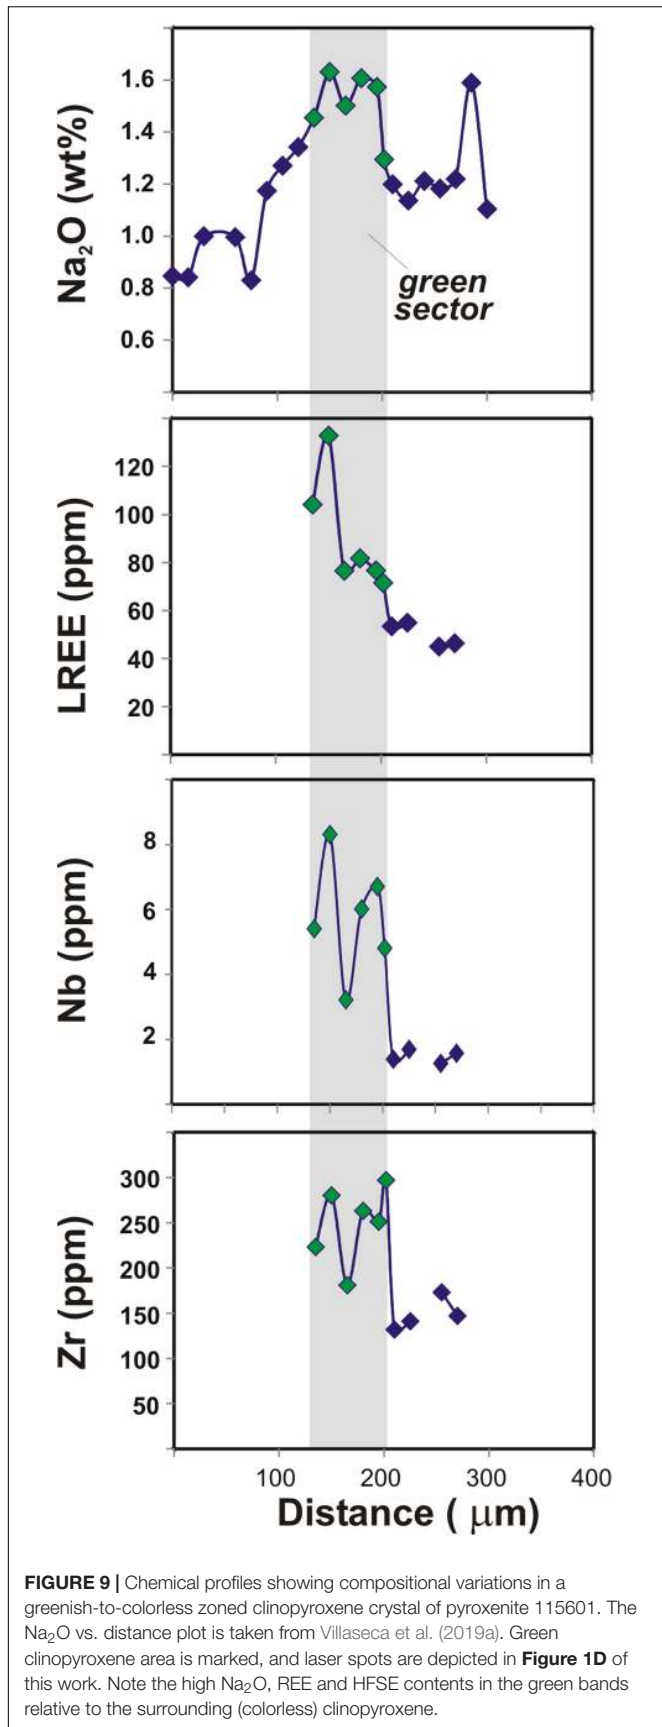 Na₂O (wt%)
1.6
1.4
1.2
1.0
0.8
0.6
green
sector
LREE (ppm)
120
100
80
60
40
20
Nb (ppm)
8
6
4
2
Zr (ppm)
300
250
200
150
100
50
100 200 300 400
Distance ( μm)
FIGURE 9 | Chemical profiles showing compositional variations in a
greenish-to-colorless zoned clinopyroxene crystal of pyroxenite 115601. The
Na₂O vs. distance plot is taken from Villaseca et al. (2019a). Green
clinopyroxene area is marked, and laser spots are depicted in Figure 1D of
this work. Note the high Na₂O, REE and HFSE contents in the green bands
relative to the surrounding (colorless) clinopyroxene.